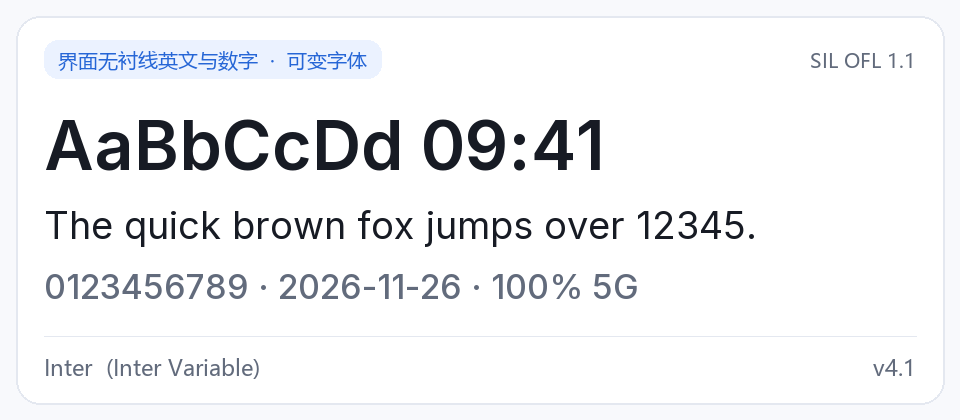 界面无衬线英文与数字 · 可变字体
SIL OFL 1.1
AaBbCcDd 09:41
The quick brown fox jumps over 12345.
0123456789 · 2026-11-26 · 100% 5G
Inter (Inter Variable)
v4.1